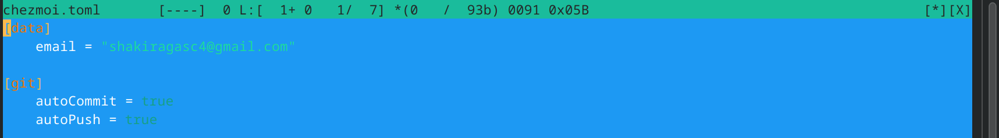 chezmoi.toml [----] 0 L:[ 1+ 0 1/ 7] *(0 / 93b) 0091 0x05B [*][X]
[data]
    email = "shakiragasc4@gmail.com"

[git]
    autoCommit = true
    autoPush = true